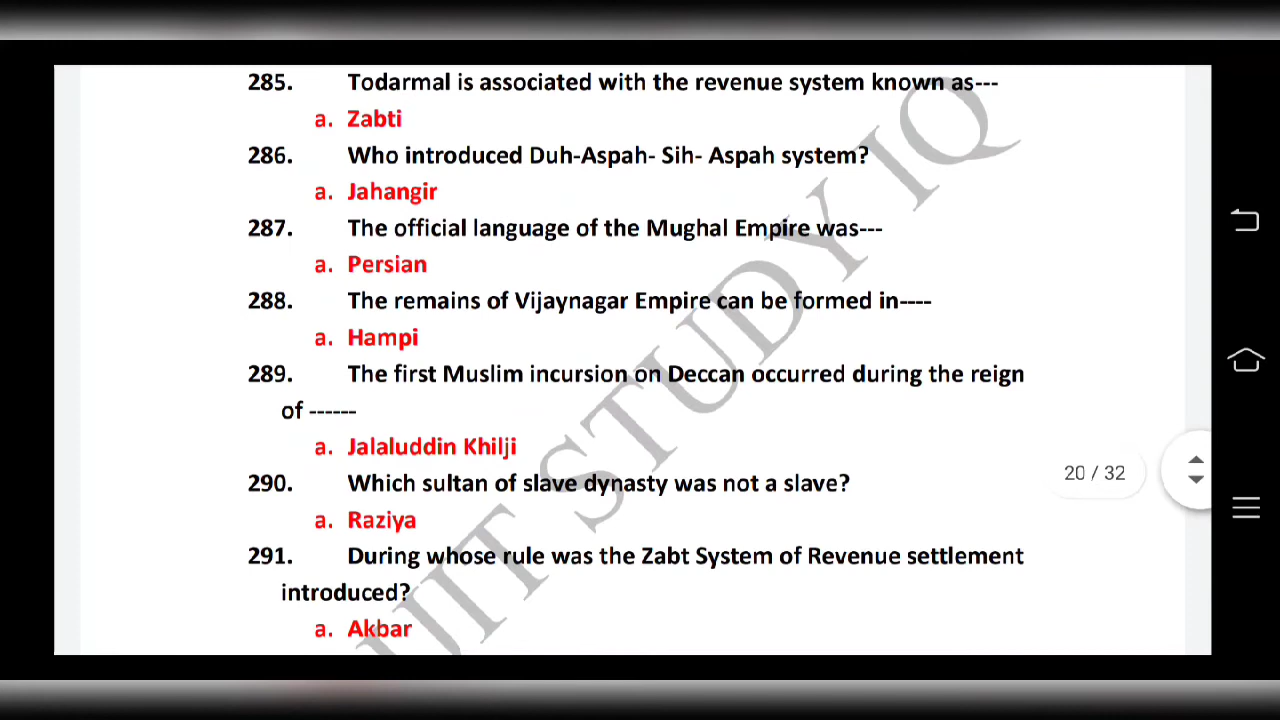 285. Todarmal is associated with the revenue system known as---
a. Zabti
286. Who introduced Duh-Aspah- Sih- Aspah system?
a. Jahangir
287. The official language of the Mughal Empire was---
a. Persian
288. The remains of Vijaynagar Empire can be formed in----
a. Hampi
289. The first Muslim incursion on Deccan occurred during the reign
of ------
a. Jalaluddin Khilji
290. Which sultan of slave dynasty was not a slave?
a. Raziya
291. During whose rule was the Zabt System of Revenue settlement
introduced?
a. Akbar
20 / 32
STUDY IQ